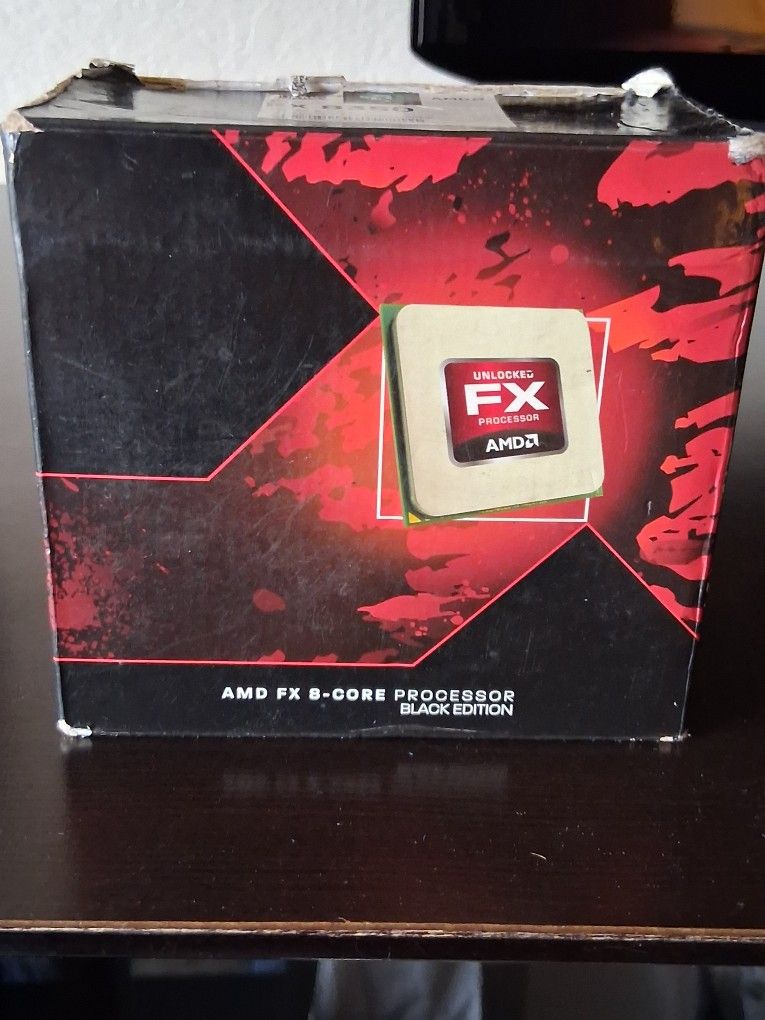 UNLOCKED
FX
PROCESSOR
AMD
AMD FX 8-CORE PROCESSOR
BLACK EDITION